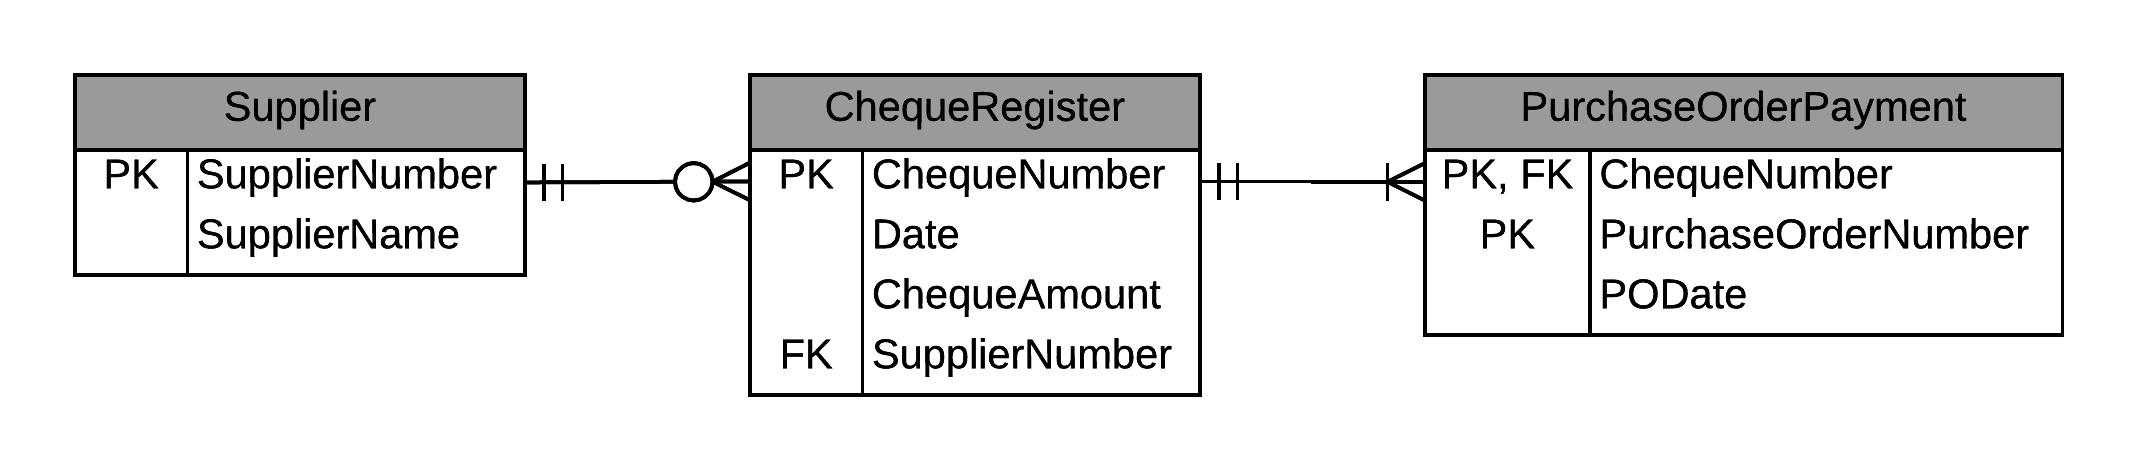 Supplier
PK SupplierNumber
SupplierName
ChequeRegister
PK ChequeNumber
Date
ChequeAmount
FK SupplierNumber
PurchaseOrderPayment
PK, FK ChequeNumber
PK PurchaseOrderNumber
PODate